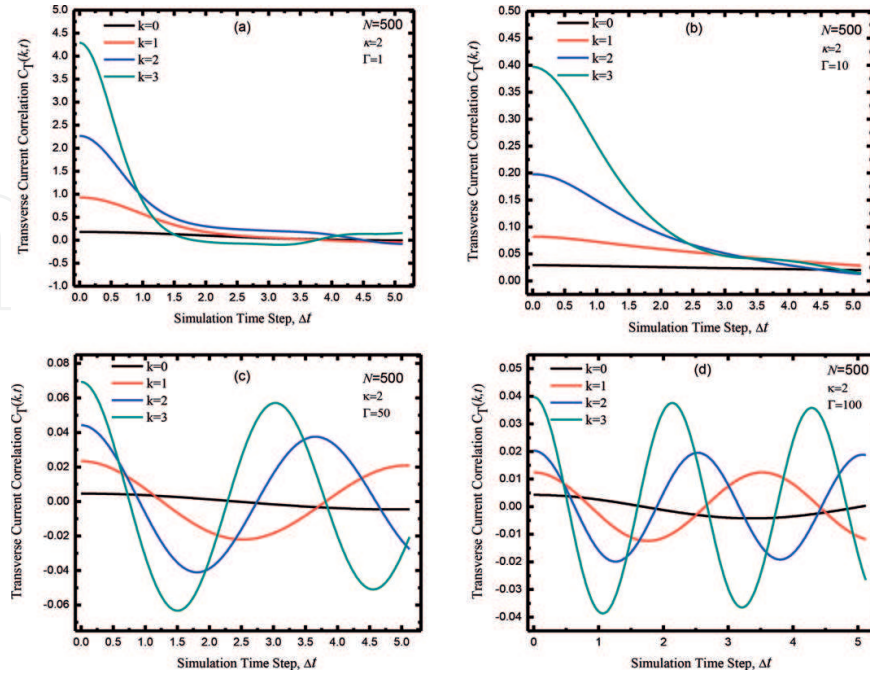 (a)
N=500
κ=2
Γ=1
k=0
k=1
k=2
k=3
5.0
4.5
4.0
3.5
3.0
2.5
2.0
1.5
1.0
0.5
0.0
-0.5
-1.0
Transverse Current Correlation C_T(k,t)
0.0 0.5 1.0 1.5 2.0 2.5 3.0 3.5 4.0 4.5 5.0
Simulation Time Step, Δt
(b)
N=500
κ=2
Γ=10
k=0
k=1
k=2
k=3
0.50
0.45
0.40
0.35
0.30
0.25
0.20
0.15
0.10
0.05
0.00
Transverse Current Correlation C_T(k,t)
0.0 0.5 1.0 1.5 2.0 2.5 3.0 3.5 4.0 4.5 5.0
Simulation Time Step, Δt
(c)
N=500
κ=2
Γ=50
k=0
k=1
k=2
k=3
0.08
0.06
0.04
0.02
0.00
-0.02
-0.04
-0.06
Transverse Current Correlation C_T(k,t)
0.0 0.5 1.0 1.5 2.0 2.5 3.0 3.5 4.0 4.5 5.0
Simulation Time Step, Δt
(d)
N=500
κ=2
Γ=100
k=0
k=1
k=2
k=3
0.05
0.04
0.03
0.02
0.01
0.00
-0.01
-0.02
-0.03
-0.04
Transverse Current Correlation C_T(k,t)
0 1 2 3 4 5
Simulation Time Step, Δt